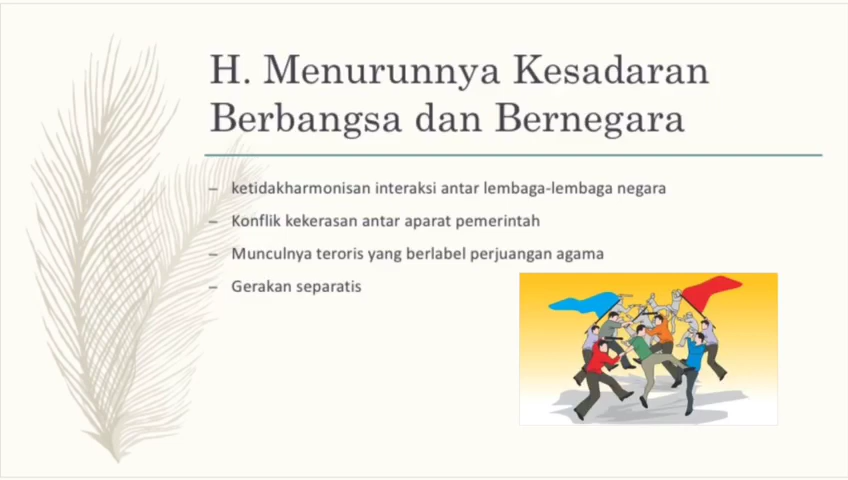 H. Menurunnya Kesadaran
Berbangsa dan Bernegara
– ketidakharmonisan interaksi antar lembaga-lembaga negara
– Konflik kekerasan antar aparat pemerintah
– Munculnya teroris yang berlabel perjuangan agama
– Gerakan separatis